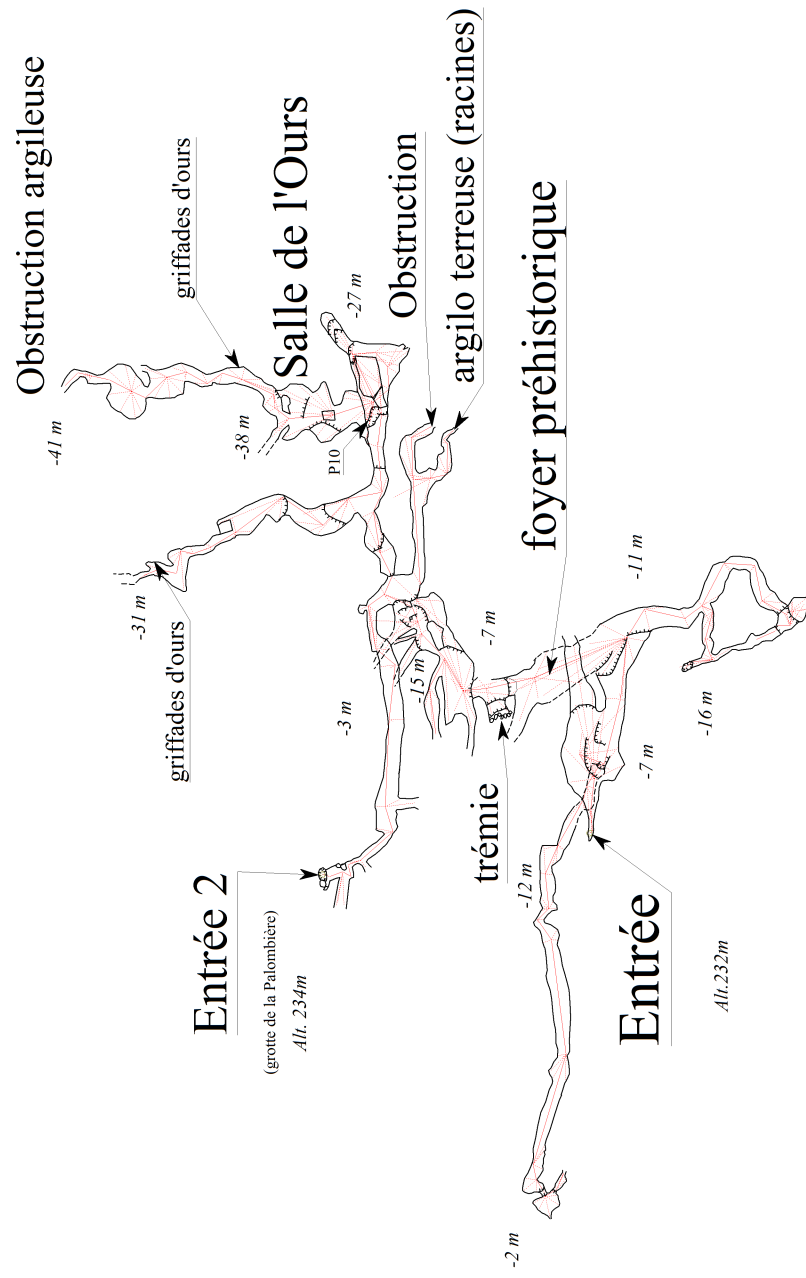 Obstruction argileuse
-41 m
griffades d'ours
-38 m
Salle de l'Ours
P10
-27 m
Obstruction
argilo terreuse (racines)
-31 m
griffades d'ours
-3 m
-15 m
-7 m
foyer préhistorique
-11 m
trémie
-16 m
-7 m
Entrée 2
(grotte de la Palombière)
Alt. 234m
-12 m
Entrée
Alt.232m
-2 m